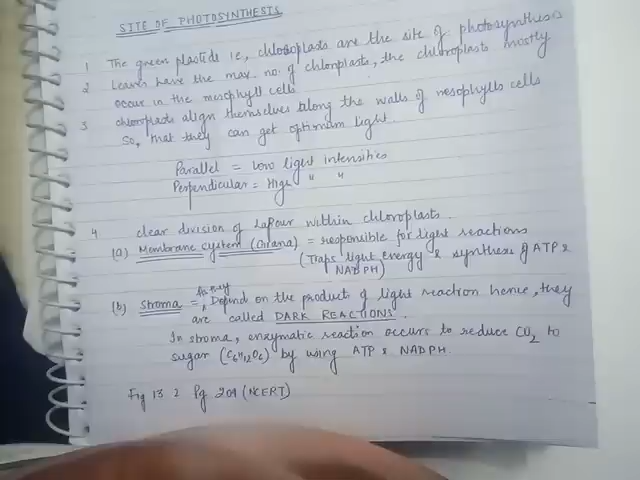 SITE OF PHOTOSYNTHESIS
1 The green plastids i.e, chloroplasts are the site of photosynthesis
2 Leaves have the max. no. of chloroplasts, the chloroplasts mostly
occur in the mesophyll cells
3 chloroplasts align themselves along the walls of mesophylls cells
So, that they can get optimum light.
Parallel = Low light intensities
Perpendicular = High " "
4 clear division of labour within chloroplasts.
(a) Membrane system (Grana) = responsible for light reactions
(Traps light energy & synthesis of ATP &
NADPH)
(b) Stroma = Depend on the products of light reaction hence, they
are called DARK REACTIONS.
In stroma, enzymatic reaction occurs to reduce CO₂ to
sugar (C₆H₁₂O₆) by using ATP & NADPH.
Fig 13.2 Pg 209 (NCERT)